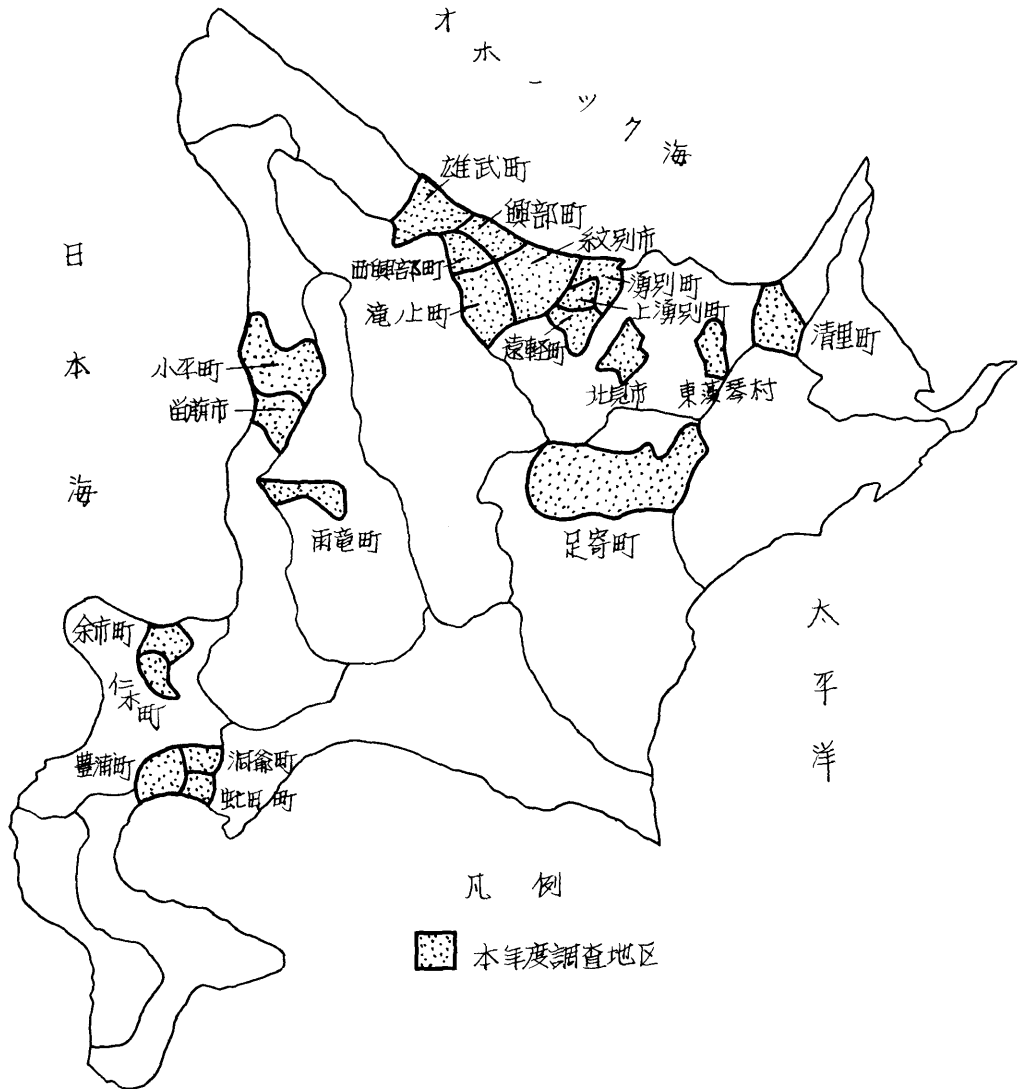 オホーツク海
日本海
太平洋
雄武町
興部町
紋別市
西興部町
湧別町
滝ノ上町
上湧別町
遠軽町
清里町
小平町
北見市
東藻琴村
留萠市
雨竜町
足寄町
余市町
仁木町
豊浦町
洞爺町
虻田町
凡例
本年度調査地区